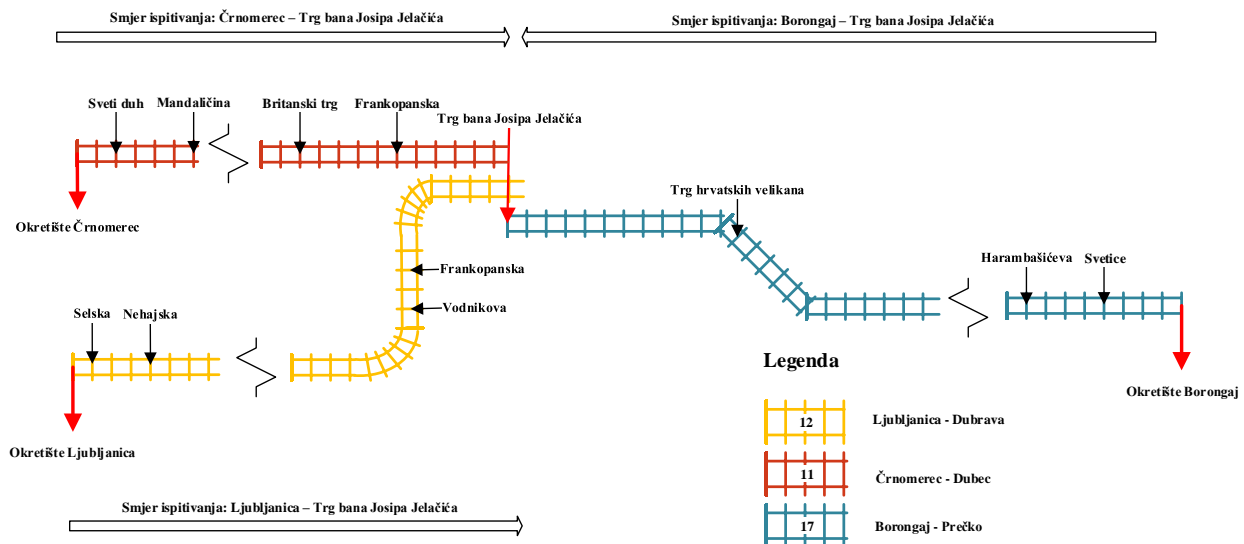 Smjer ispitivanja: Črnomerec – Trg bana Josipa Jelačića
Smjer ispitivanja: Borongaj – Trg bana Josipa Jelačića
Sveti duh
Mandaličina
Britanski trg
Frankopanska
Trg bana Josipa Jelačića
Okretište Črnomerec
Trg hrvatskih velikana
Frankopanska
Vodnikova
Harambašićeva
Svetice
Selska
Nehajska
Okretište Ljubljanica
Okretište Borongaj
Legenda
12
Ljubljanica - Dubrava
11
Črnomerec - Dubec
17
Borongaj - Prečko
Smjer ispitivanja: Ljubljanica – Trg bana Josipa Jelačića